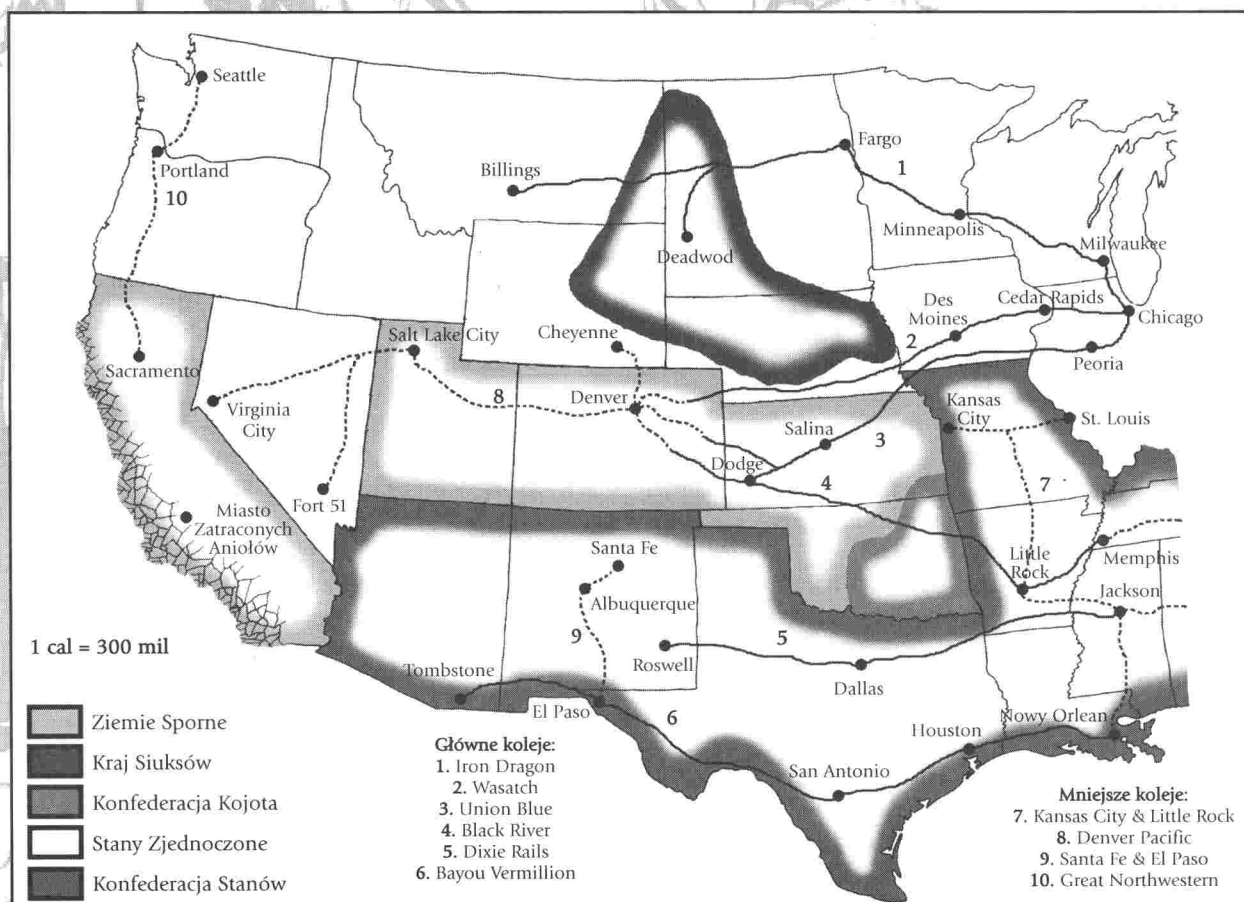 Seattle
Portland
10
Billings
Fargo
1
Minneapolis
Milwaukee
Deadwod
Des
Moines
Cedar Rapids
Chicago
Peoria
2
Salt Lake City
Cheyenne
Sacramento
Virginia
City
8
Denver
Kansas
City
St. Louis
Salina
3
Dodge
4
7
Fort 51
Miasto
Zatraconych
Aniołów
Santa Fe
Albuquerque
Little
Rock
Memphis
Jackson
9
Roswell
5
Dallas
Tombstone
El Paso
6
Houston
Nowy Orlean
San Antonio
1 cal = 300 mil
Ziemie Sporne
Kraj Siuksów
Konfederacja Kojota
Stany Zjednoczone
Konfederacja Stanów
Główne koleje:
1. Iron Dragon
2. Wasatch
3. Union Blue
4. Black River
5. Dixie Rails
6. Bayou Vermillion
Mniejsze koleje:
7. Kansas City & Little Rock
8. Denver Pacific
9. Santa Fe & El Paso
10. Great Northwestern